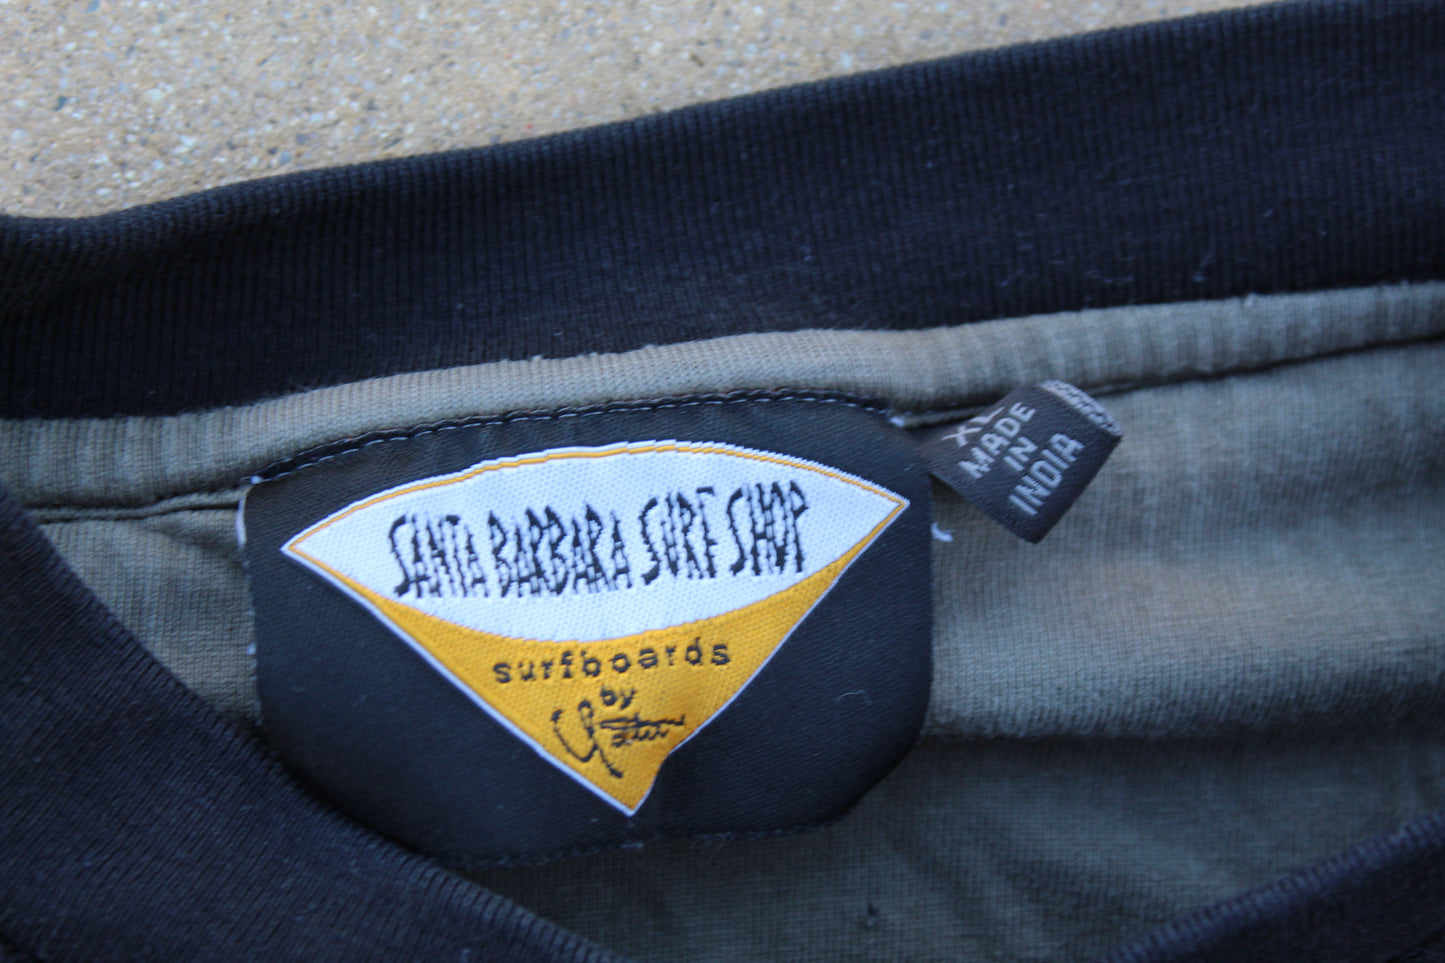 SANTA BARBARA SURF SHOP
surfboards
by
XL
MADE
IN
INDIA